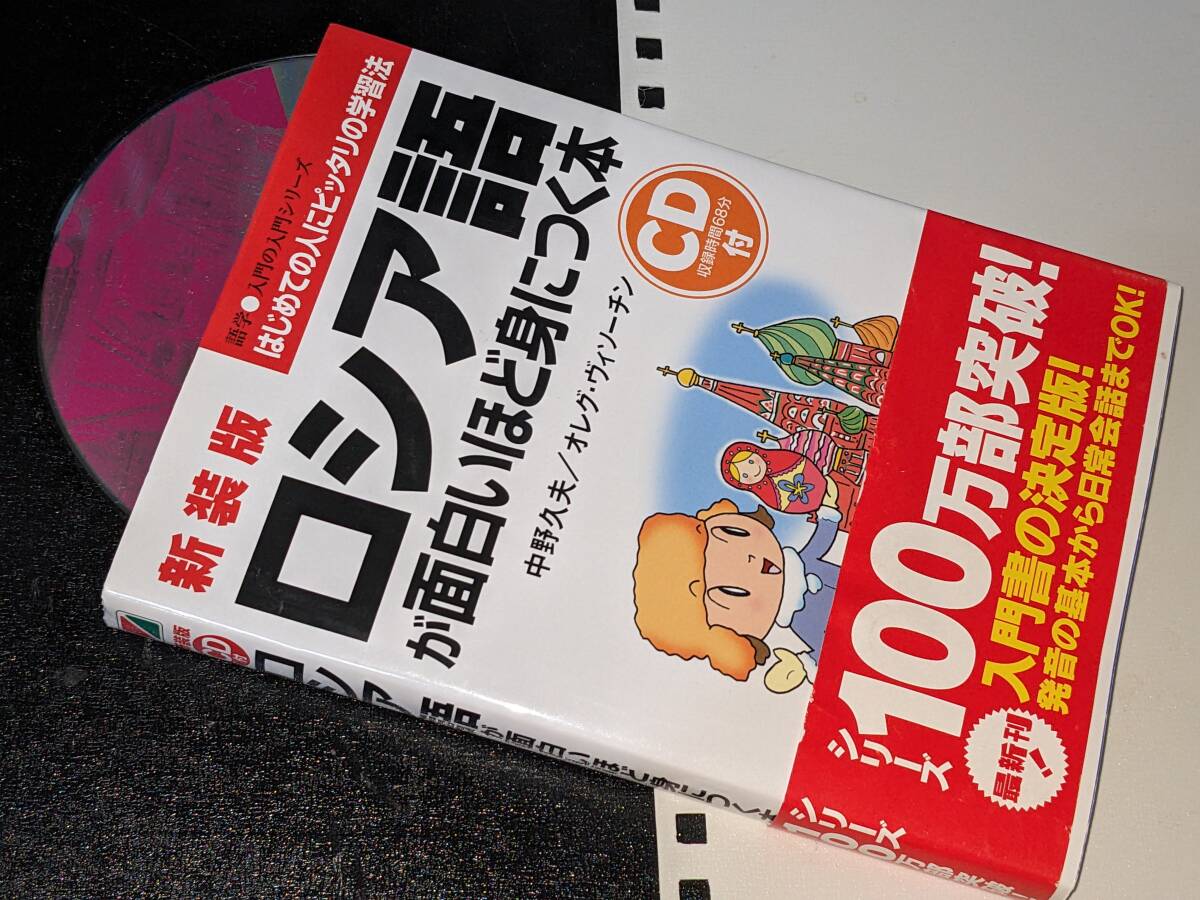 語学●入門の入門シリーズ
はじめての人にピッタリの学習法
新装版
ロシア語
が面白いほど身につく本
中野久夫/オレグ・ヴィソーチン
CD
収録時間68分
付
シリーズ100万部突破!
入門書の決定版!
発音の基本から日常会話までOK!
最新刊!
ロシア語が面白いほど身につく本
シリーズ
100万部突破!